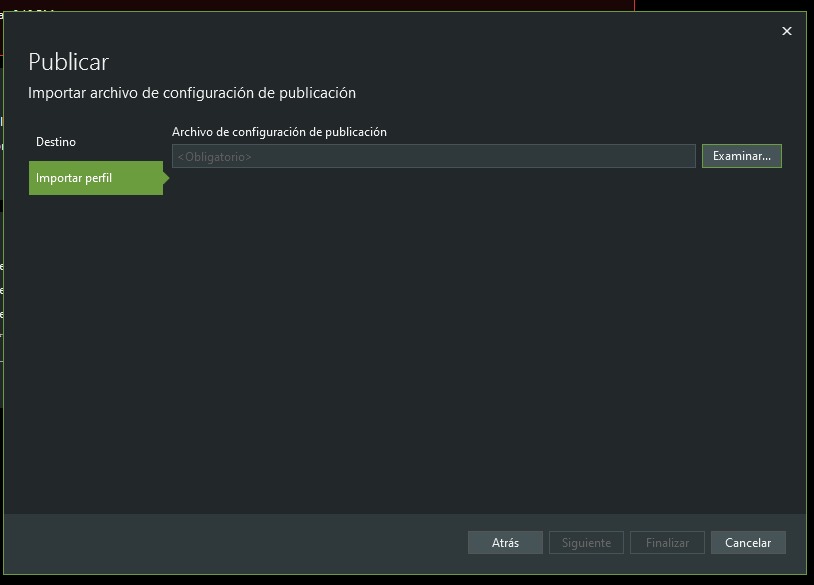 Publicar
Importar archivo de configuración de publicación
Destino
Importar perfil
Archivo de configuración de publicación
<Obligatorio>
Examinar...
Atrás
Siguiente
Finalizar
Cancelar